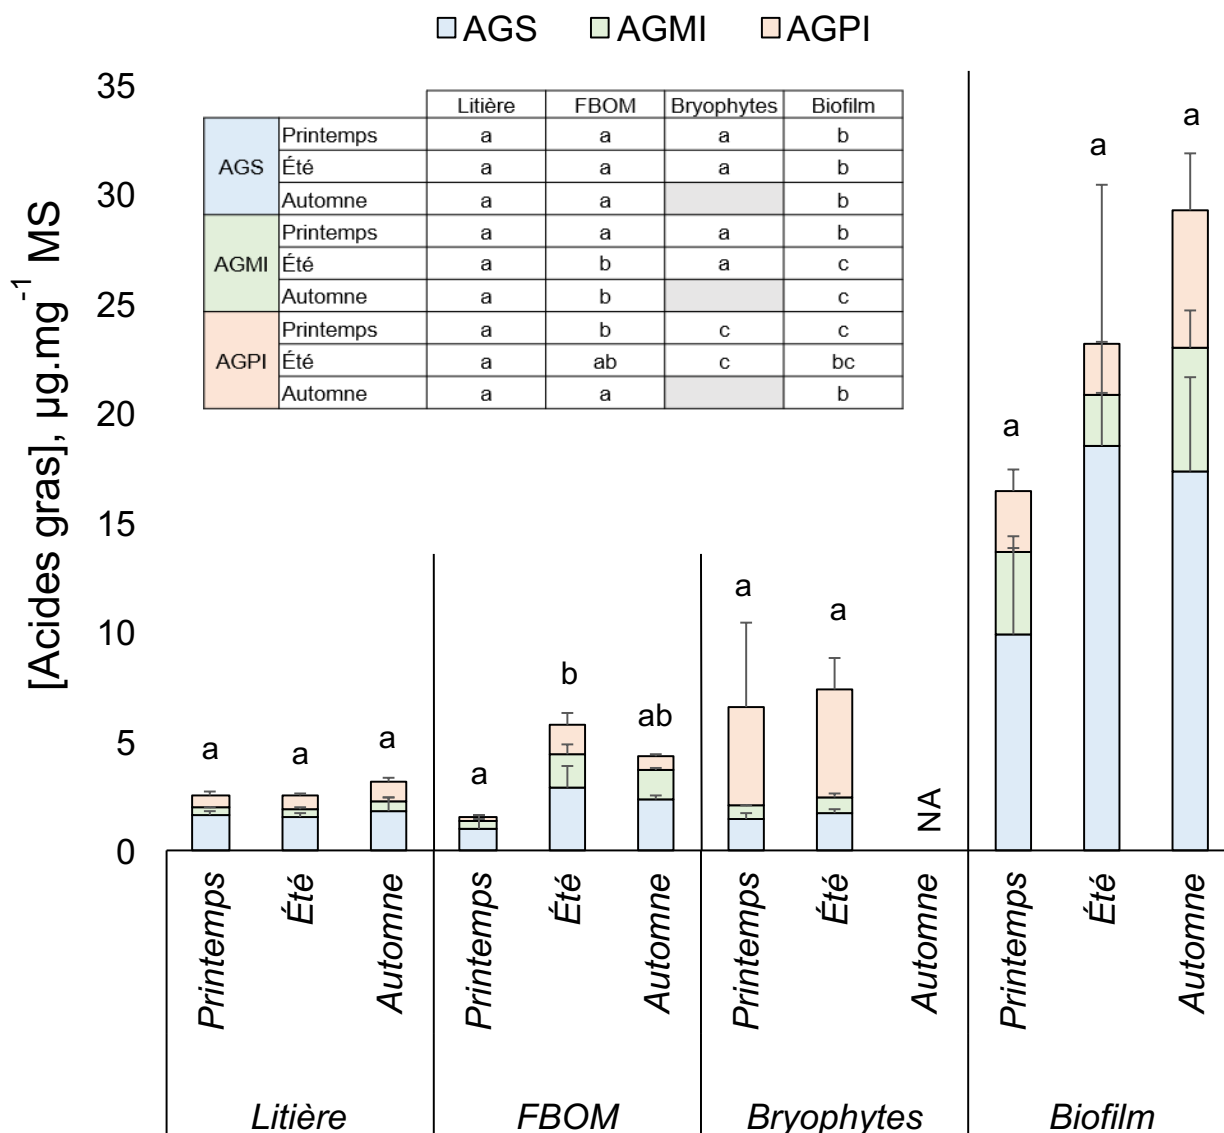 AGS AGMI AGPI
[Acides gras], µg.mg-1 MS
35
30
25
20
15
10
5
0
Litière FBOM Bryophytes Biofilm
AGS
Printemps a a a b
Été a a a b
Automne a a b
AGMI
Printemps a a a b
Été a b a c
Automne a b c
AGPI
Printemps a b c c
Été a ab c bc
Automne a a b
a a a
a b ab
a a NA
a a a
Printemps Été Automne
Printemps Été Automne
Printemps Été Automne
Printemps Été Automne
Litière FBOM Bryophytes Biofilm